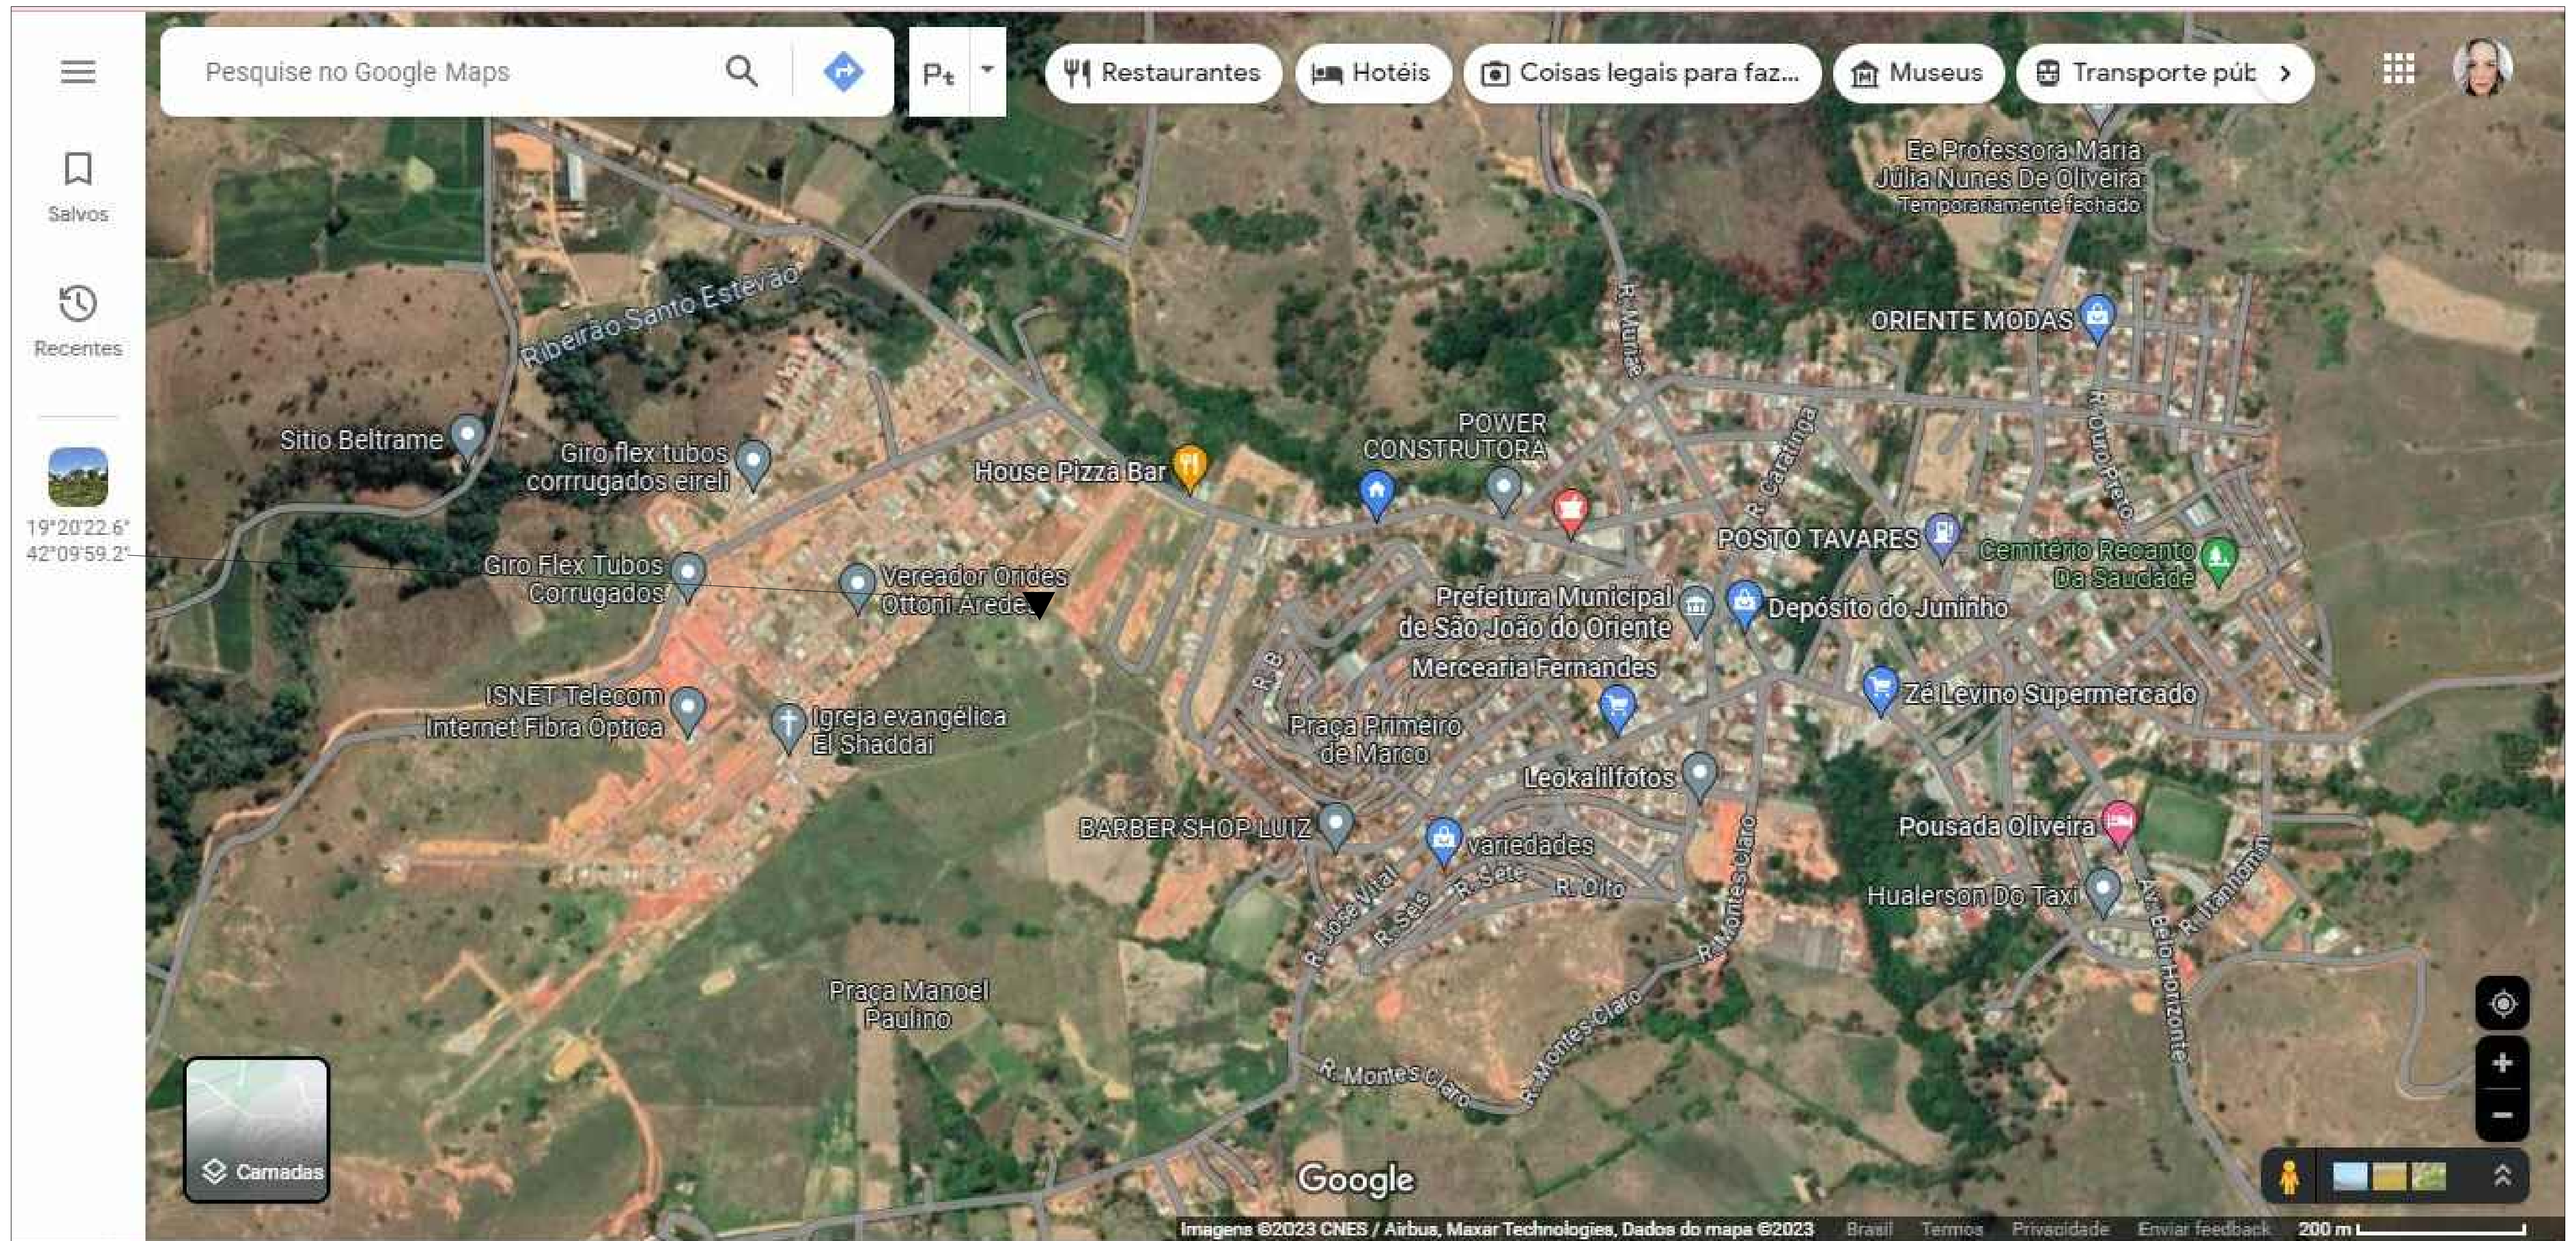 Pesquise no Google Maps
Restaurantes
Hotéis
Coisas legais para faz...
Museus
Transporte púb
Salvos
Recentes
19°20'22.6"
42°09'59.2"
Ee Professora Maria
Júlia Nunes De Oliveira
Temporariamente fechado
Ribeirão Santo Estêvão
R. Muriaé
ORIENTE MODAS
R. Ouro Preto
Sitio Beltrame
Giro flex tubos
corrrugados eireli
House Pizza Bar
POWER
CONSTRUTORA
R. Caratinga
POSTO TAVARES
Cemitério Recanto
Da Saudade
Giro Flex Tubos
Corrugados
Vereador Orides
Ottoni Aredes
Prefeitura Municipal
de São João do Oriente
Depósito do Juninho
Mercearia Fernandes
R. B
Zé Levino Supermercado
ISNET Telecom
Internet Fibra Óptica
Igreja evangélica
El Shaddai
Praça Primeiro
de Marco
Leokalilfotos
BARBER SHOP LUIZ
variedades
Pousada Oliveira
R. Sete
R. Oito
R. José Vital
R. Seis
R. Montes Claro
Hualerson Do Taxi
R. Itanhomi
Av. Belo Horizonte
Praça Manoel
Paulino
R. Montes Claro
R. Montes Claro
Camadas
Google
Imagens ©2023 CNES / Airbus, Maxar Technologies, Dados do mapa ©2023 Brasil Termos Privacidade Enviar feedback 200 m